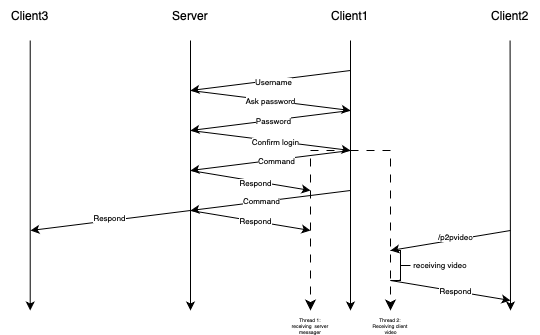 Client3
Server
Client1
Client2
Username
Ask password
Password
Confirm login
Command
Respond
Command
Respond
Respond
/p2pvideo
receiving video
Respond
Thread 1:
receiving server
messager
Thread 2:
Receiving client
video